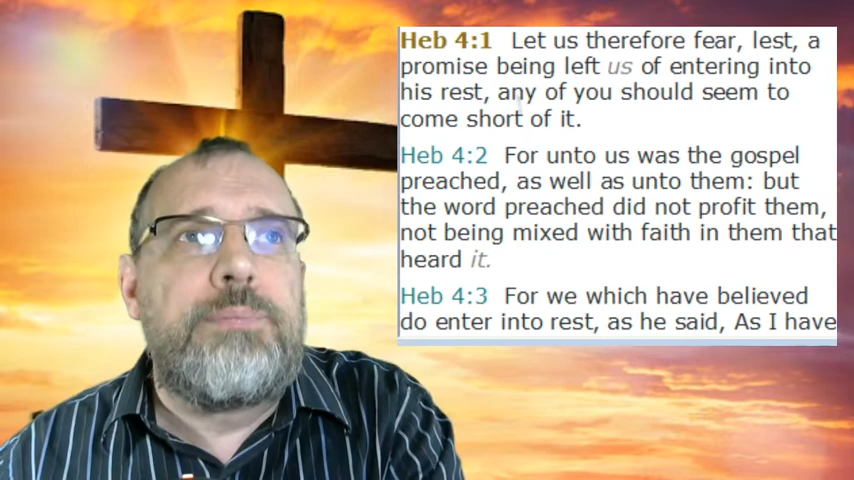 Heb 4:1 Let us therefore fear, lest, a
promise being left us of entering into
his rest, any of you should seem to
come short of it.
Heb 4:2 For unto us was the gospel
preached, as well as unto them: but
the word preached did not profit them,
not being mixed with faith in them that
heard it.
Heb 4:3 For we which have believed
do enter into rest, as he said, As I have